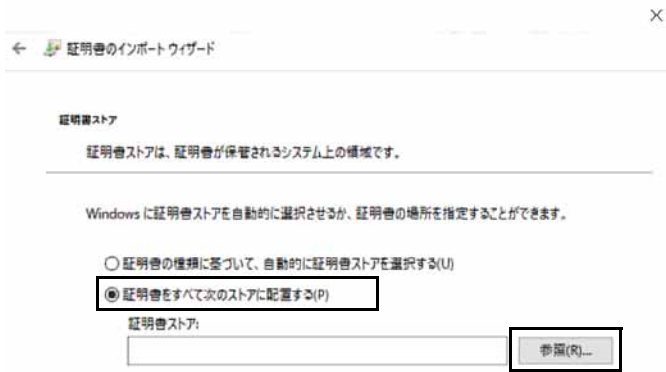 証明書のインポート ウィザード
証明書ストア
証明書ストアは、証明書が保管されるシステム上の領域です。
Windows に証明書ストアを自動的に選択させるか、証明書の場所を指定することができます。
証明書の種類に基づいて、自動的に証明書ストアを選択する(U)
証明書をすべて次のストアに配置する(P)
証明書ストア:
参照(R)...